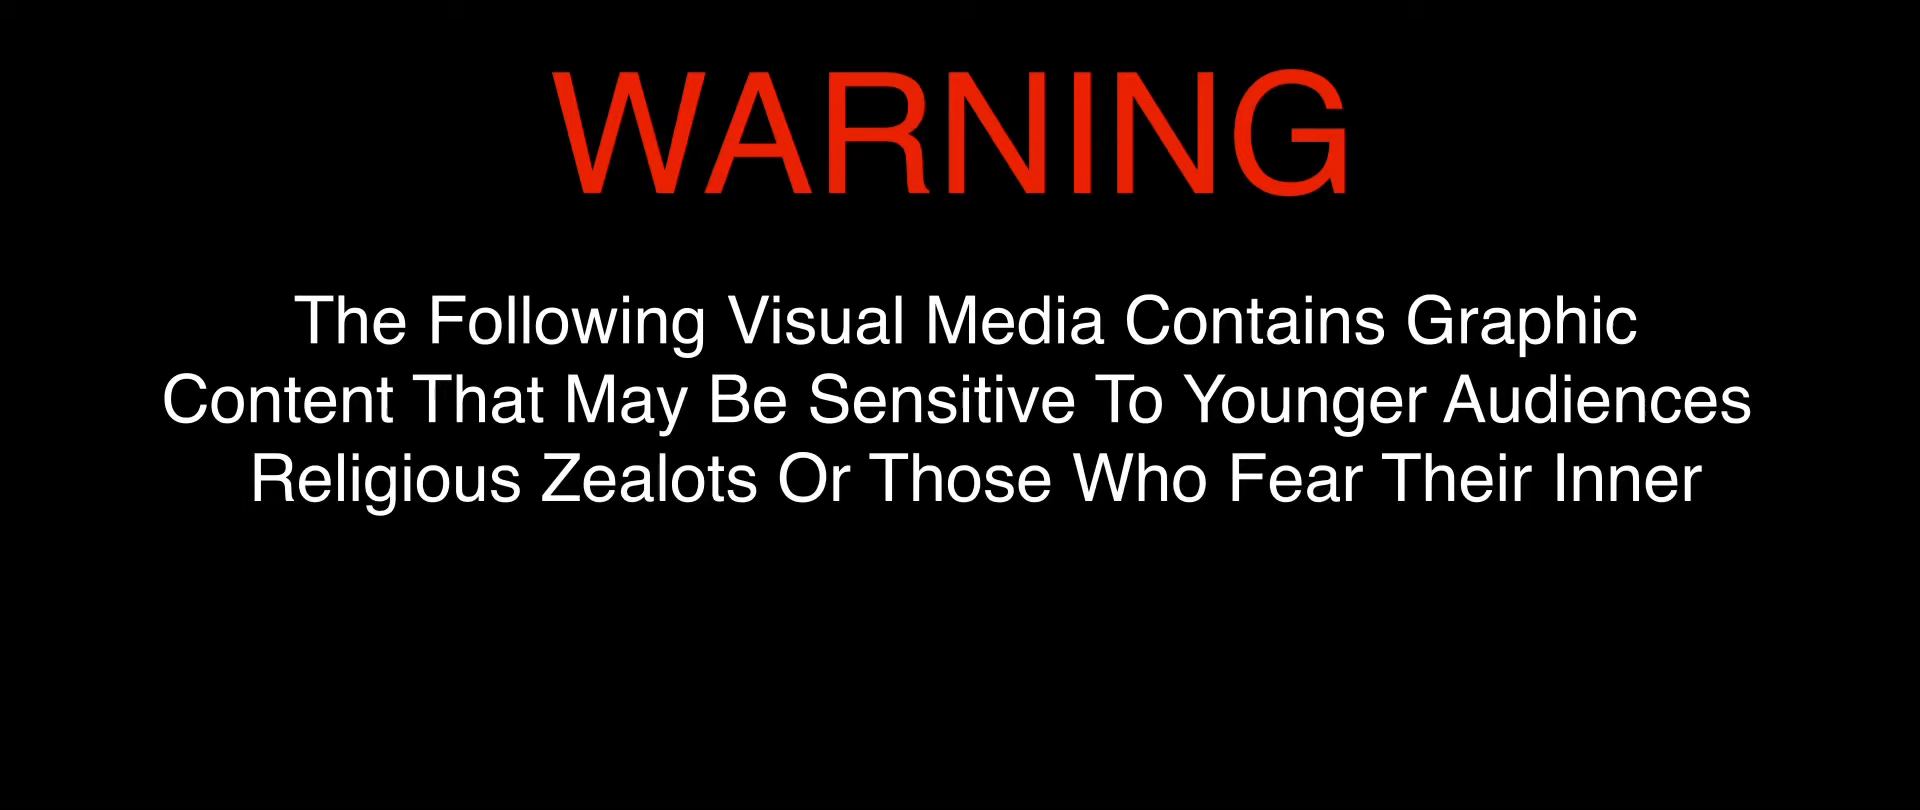 WARNING
The Following Visual Media Contains Graphic
Content That May Be Sensitive To Younger Audiences
Religious Zealots Or Those Who Fear Their Inner